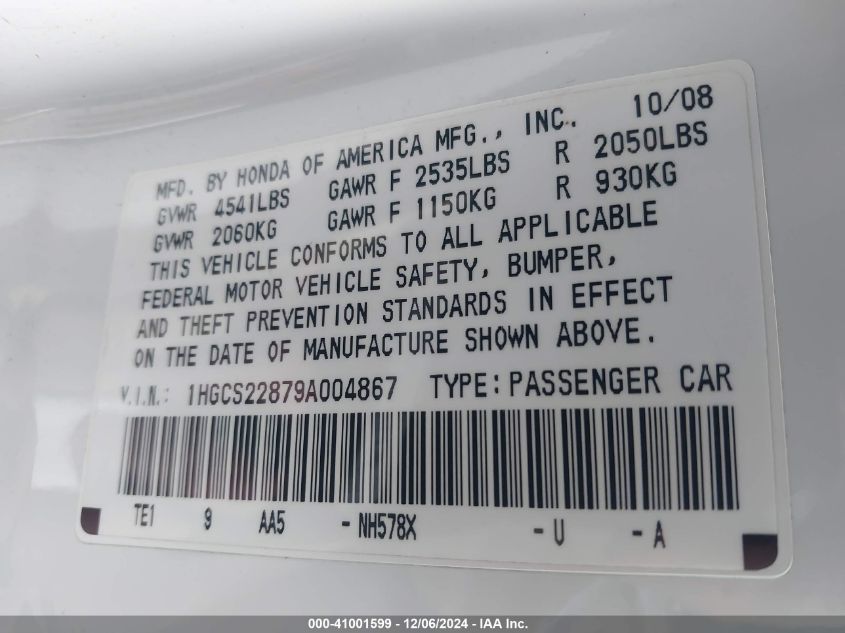 MFD. BY HONDA OF AMERICA MFG., INC. 10/08
GVWR 4541LBS GAWR F 2535LBS R 2050LBS
GVWR 2060KG GAWR F 1150KG R 930KG
THIS VEHICLE CONFORMS TO ALL APPLICABLE
FEDERAL MOTOR VEHICLE SAFETY, BUMPER,
AND THEFT PREVENTION STANDARDS IN EFFECT
ON THE DATE OF MANUFACTURE SHOWN ABOVE.
V.I.N.: 1HGCS22879A004867 TYPE: PASSENGER CAR
TE1 9 AA5 - NH578X - U - A
000-41001599 - 12/06/2024 - IAA Inc.